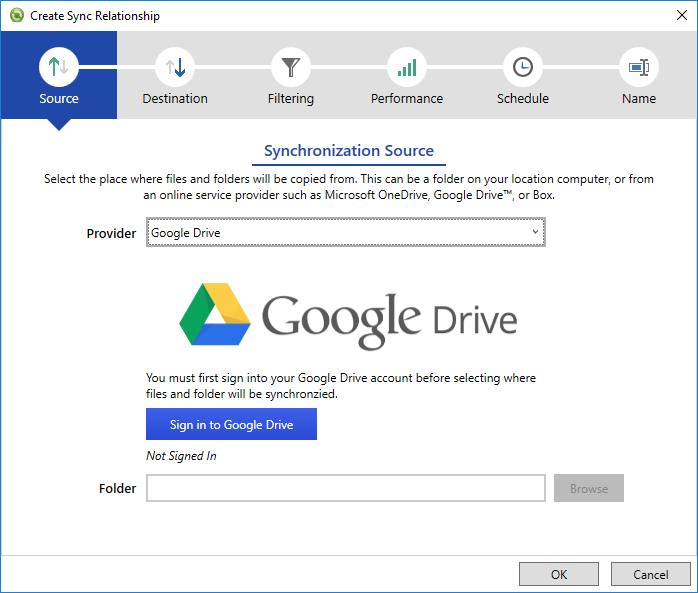 Create Sync Relationship
Source
Destination
Filtering
Performance
Schedule
Name
Synchronization Source
Select the place where files and folders will be copied from. This can be a folder on your location computer, or from
an online service provider such as Microsoft OneDrive, Google Drive™, or Box.
Provider
Google Drive
Google Drive
You must first sign into your Google Drive account before selecting where
files and folder will be synchronzied.
Sign in to Google Drive
Not Signed In
Folder
Browse
OK
Cancel